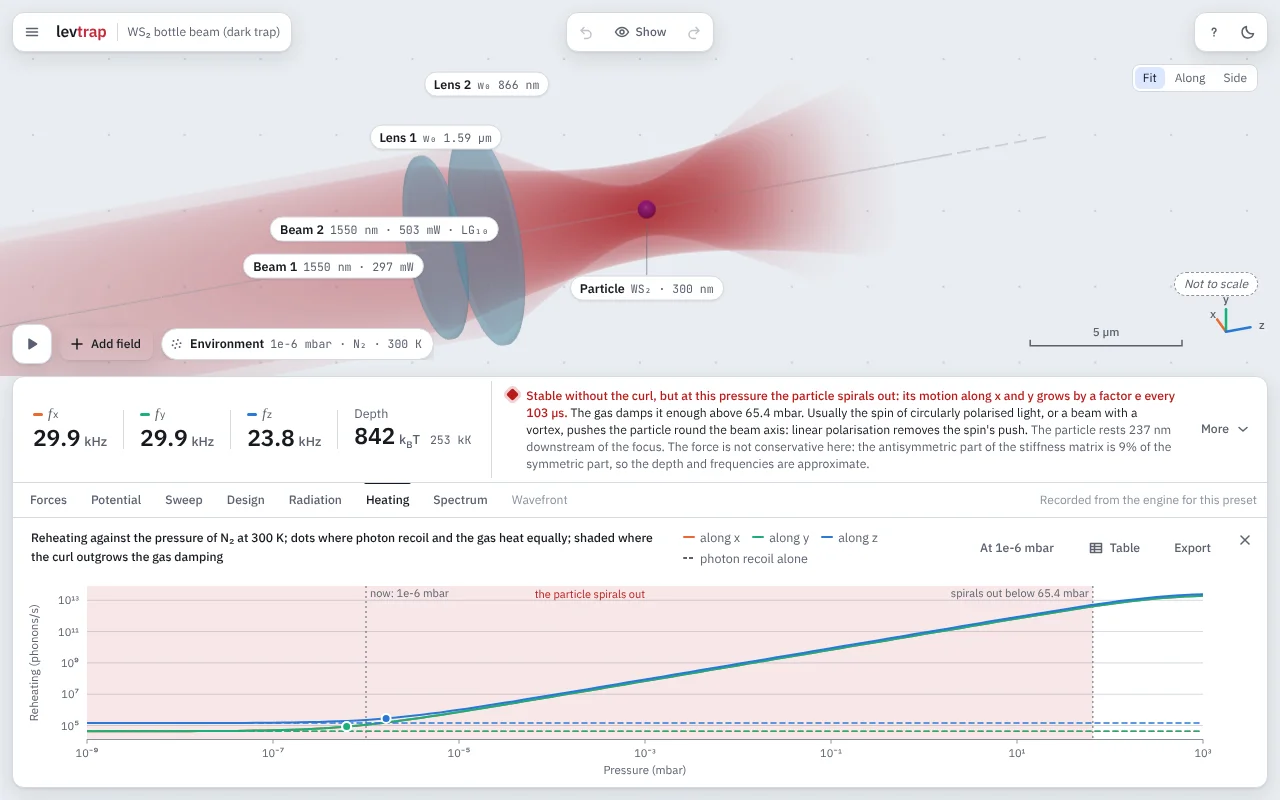 levtrap
WS₂ bottle beam (dark trap)
Show
?
Fit
Along
Side
Lens 2 w₀ 866 nm
Lens 1 w₀ 1.59 µm
Beam 2 1550 nm · 503 mW · LG₁₀
Beam 1 1550 nm · 297 mW
Particle WS₂ · 300 nm
Not to scale
y
x
z
5 µm
Add field
Environment 1e-6 mbar · N₂ · 300 K
fx
29.9 kHz
fy
29.9 kHz
fz
23.8 kHz
Depth
842 kBT 253 kK
Stable without the curl, but at this pressure the particle spirals out: its motion along x and y grows by a factor e every
103 µs. The gas damps it enough above 65.4 mbar. Usually the spin of circularly polarised light, or a beam with a
vortex, pushes the particle round the beam axis: linear polarisation removes the spin's push. The particle rests 237 nm
downstream of the focus. The force is not conservative here: the antisymmetric part of the stiffness matrix is 9% of the
symmetric part, so the depth and frequencies are approximate.
More
Forces
Potential
Sweep
Design
Radiation
Heating
Spectrum
Wavefront
Recorded from the engine for this preset
Reheating against the pressure of N₂ at 300 K; dots where photon recoil and the gas heat equally; shaded where
the curl outgrows the gas damping
along x
along y
along z
photon recoil alone
At 1e-6 mbar
Table
Export
now: 1e-6 mbar
the particle spirals out
spirals out below 65.4 mbar
Reheating (phonons/s)
10¹³
10¹¹
10⁹
10⁷
10⁵
10⁻⁹
10⁻⁷
10⁻⁵
10⁻³
10⁻¹
10¹
10³
Pressure (mbar)